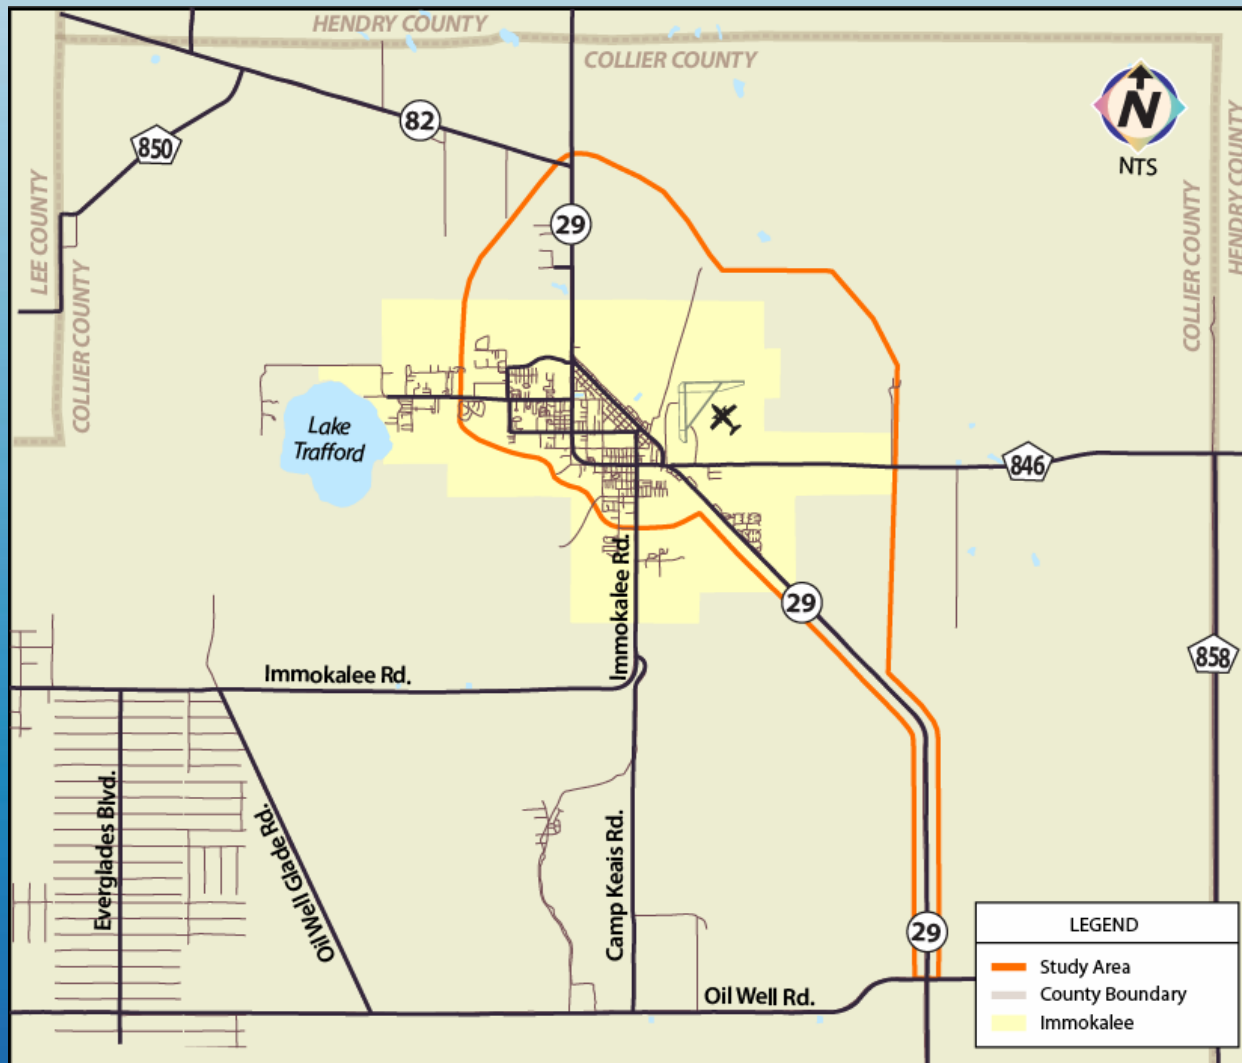 HENDRY COUNTY
COLLIER COUNTY
82
850
N
NTS
HENDRY COUNTY
COLLIER COUNTY
LEE COUNTY
COLLIER COUNTY
29
Lake
Trafford
846
29
Immokalee Rd.
858
Immokalee Rd.
Everglades Blvd.
Oil Well Glade Rd.
Camp Keais Rd.
29
Oil Well Rd.
LEGEND
Study Area
County Boundary
Immokalee